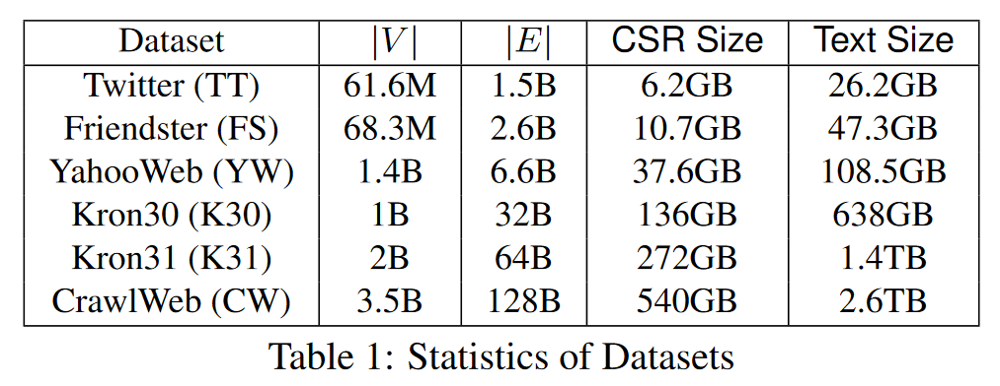 Dataset |V| |E| CSR Size Text Size
Twitter (TT) 61.6M 1.5B 6.2GB 26.2GB
Friendster (FS) 68.3M 2.6B 10.7GB 47.3GB
YahooWeb (YW) 1.4B 6.6B 37.6GB 108.5GB
Kron30 (K30) 1B 32B 136GB 638GB
Kron31 (K31) 2B 64B 272GB 1.4TB
CrawlWeb (CW) 3.5B 128B 540GB 2.6TB
Table 1: Statistics of Datasets